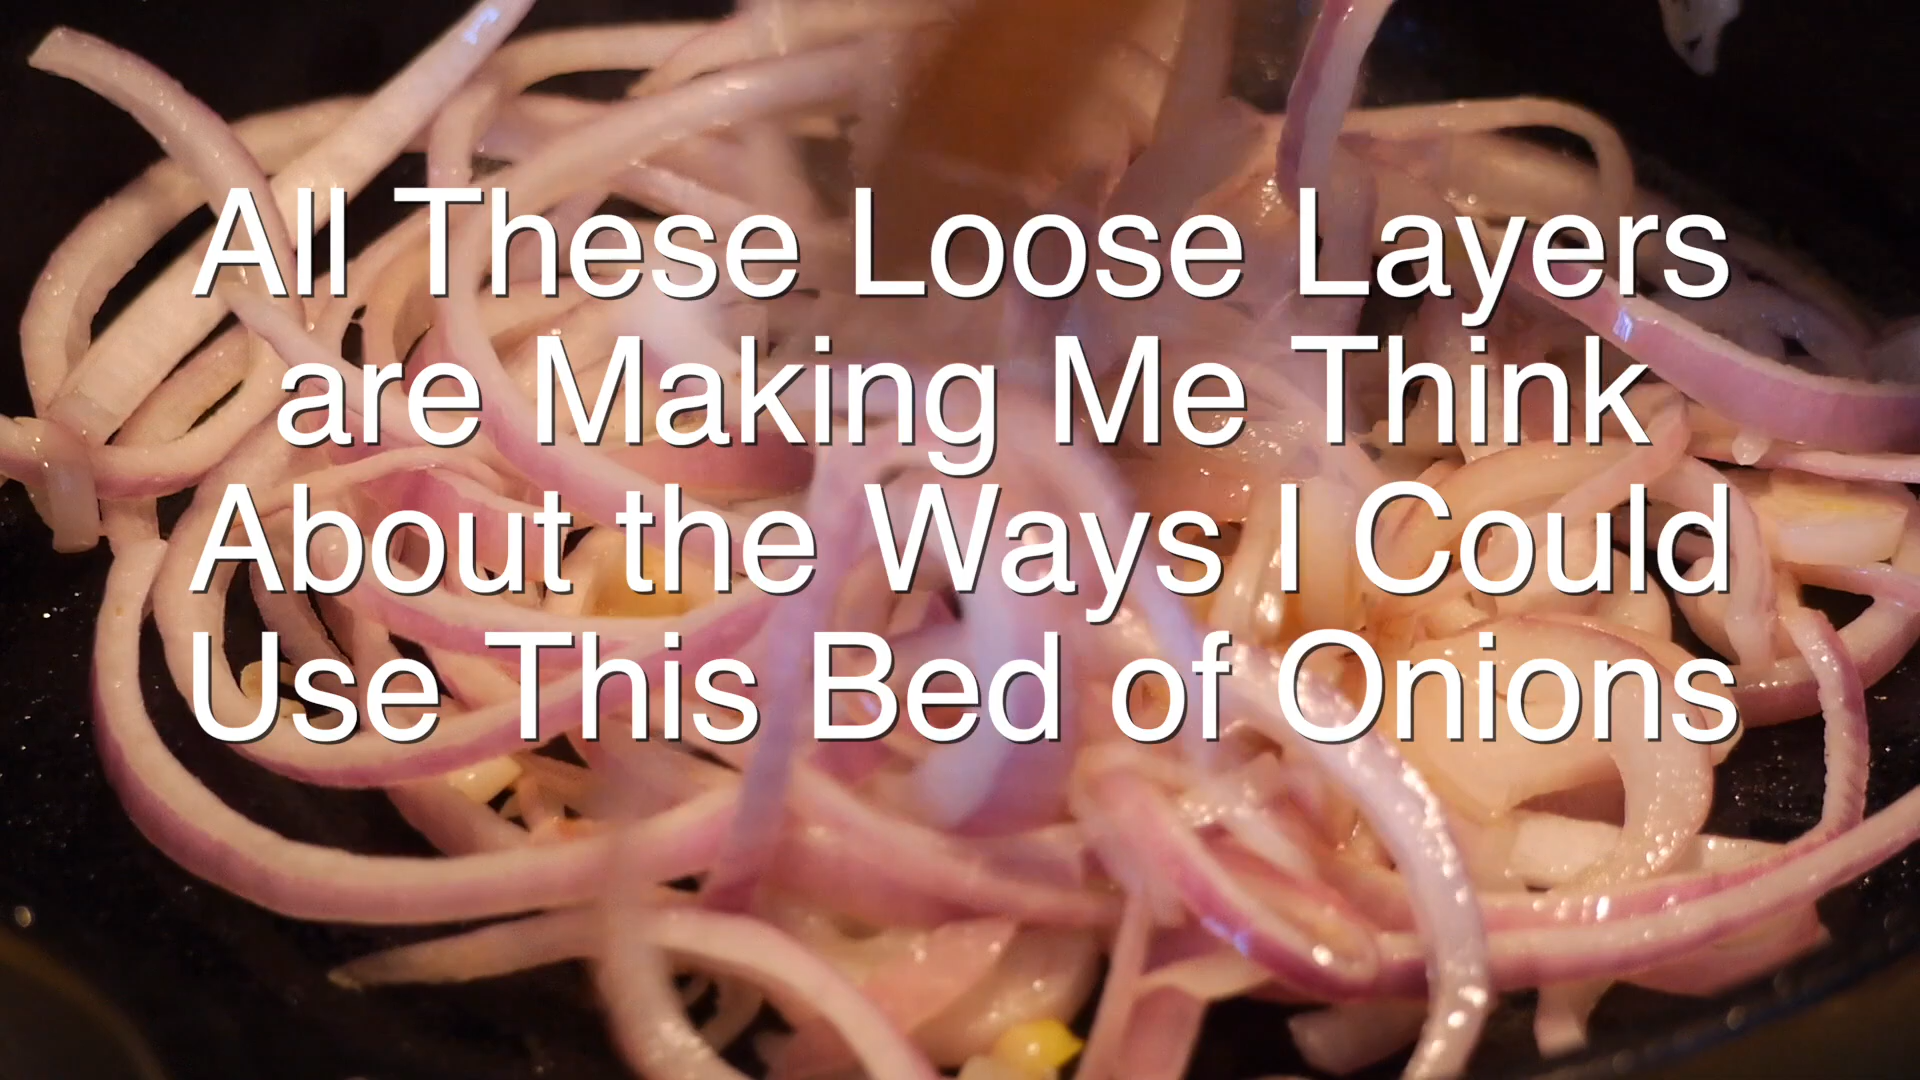 All These Loose Layers
are Making Me Think
About the Ways I Could
Use This Bed of Onions